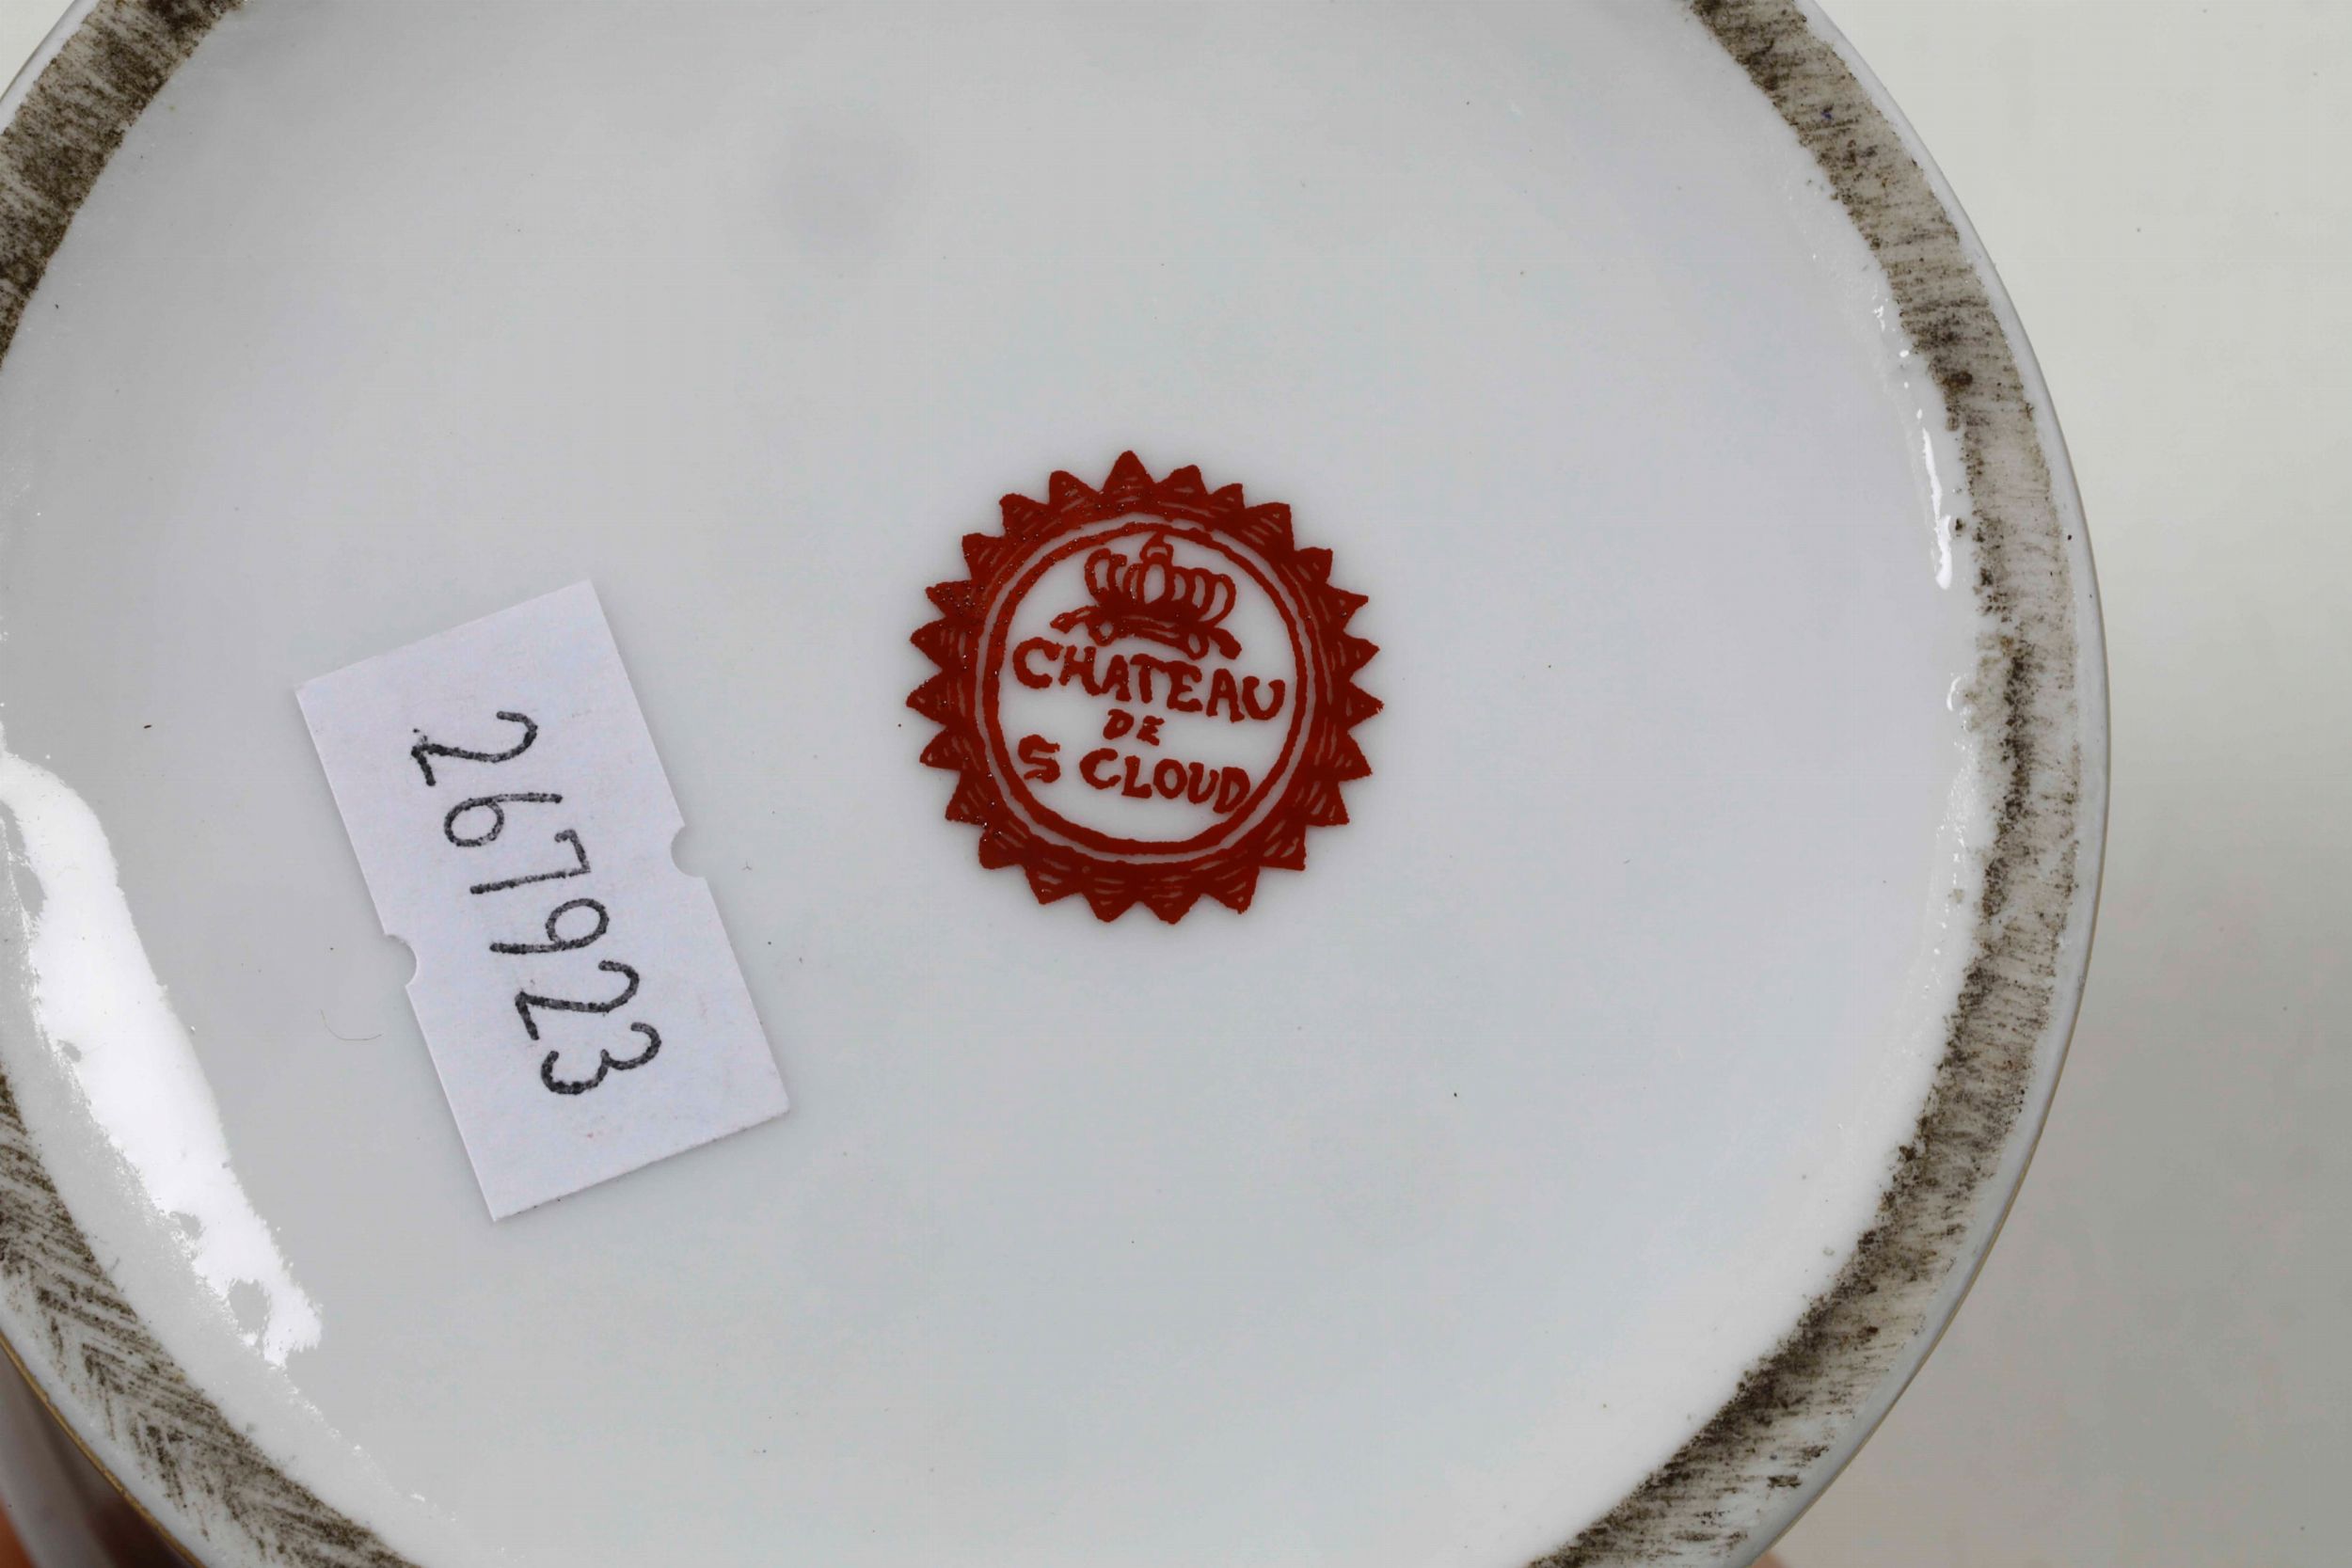 CHATEAU
DE
S CLOUD
267923